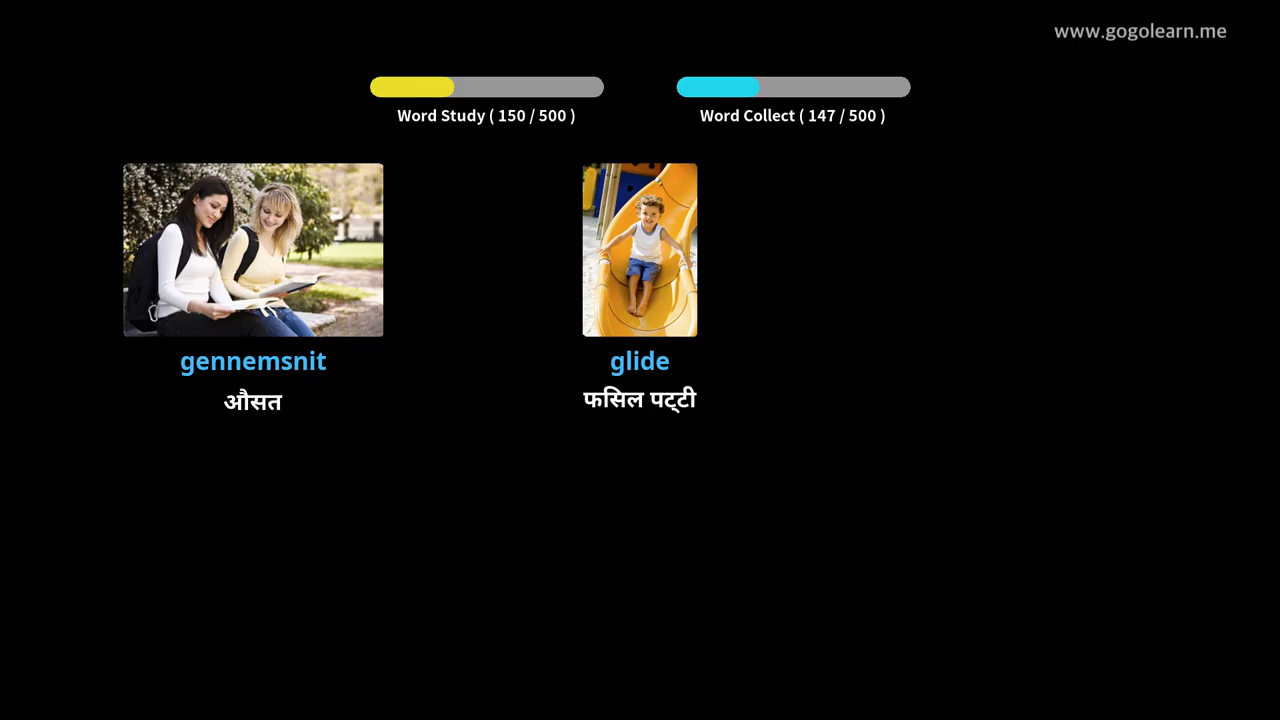 www.gogolearn.me
Word Study ( 150 / 500 )
Word Collect ( 147 / 500 )
gennemsnit
औसत
glide
फसिल पट्टी